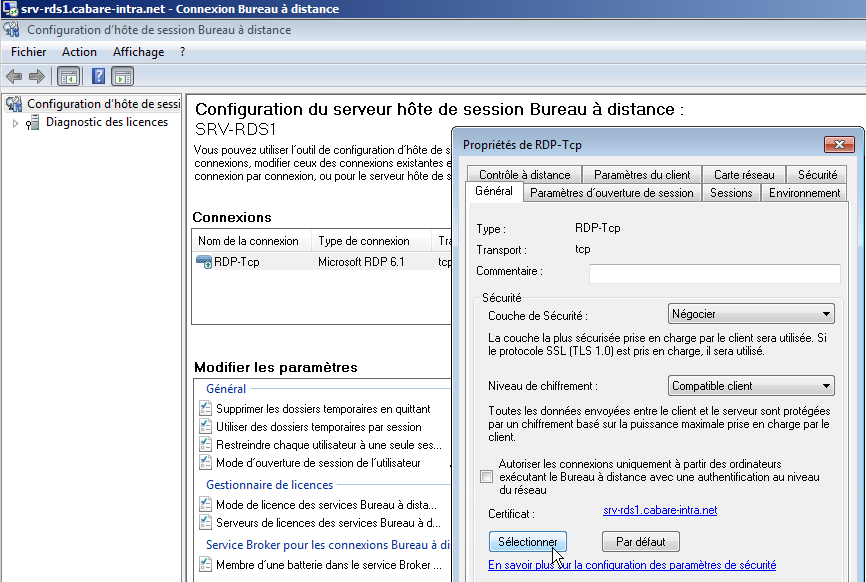 srv-rds1.cabare-intra.net - Connexion Bureau à distance
Configuration d'hôte de session Bureau à distance
Fichier Action Affichage ?
Configuration d'hôte de sessi
Diagnostic des licences
Configuration du serveur hôte de session Bureau à distance :
SRV-RDS1
Vous pouvez utiliser l'outil de configuration d'hôte de s
connexions, modifier ceux des connexions existantes e
connexion par connexion, ou pour le serveur hôte de s
Connexions
Nom de la connexion Type de connexion Tra
RDP-Tcp Microsoft RDP 6.1 tcp
Modifier les paramètres
Général
Supprimer les dossiers temporaires en quittant
Utiliser des dossiers temporaires par session
Restreindre chaque utilisateur à une seule ses...
Mode d'ouverture de session de l'utilisateur
Gestionnaire de licences
Mode de licence des services Bureau à dista...
Serveurs de licences des services Bureau à d...
Service Broker pour les connexions Bureau à di
Membre d'une batterie dans le service Broker ...
Propriétés de RDP-Tcp
Contrôle à distance Paramètres du client Carte réseau Sécurité
Général Paramètres d'ouverture de session Sessions Environnement
Type : RDP-Tcp
Transport : tcp
Commentaire :
Sécurité
Couche de Sécurité : Négocier
La couche la plus sécurisée prise en charge par le client sera utilisée. Si
le protocole SSL (TLS 1.0) est pris en charge, il sera utilisé.
Niveau de chiffrement : Compatible client
Toutes les données envoyées entre le client et le serveur sont protégées
par un chiffrement basé sur la puissance maximale prise en charge par le
client.
Autoriser les connexions uniquement à partir des ordinateurs
exécutant le Bureau à distance avec une authentification au niveau
du réseau
Certificat : srv-rds1.cabare-intra.net
Sélectionner Par défaut
En savoir plus sur la configuration des paramètres de sécurité